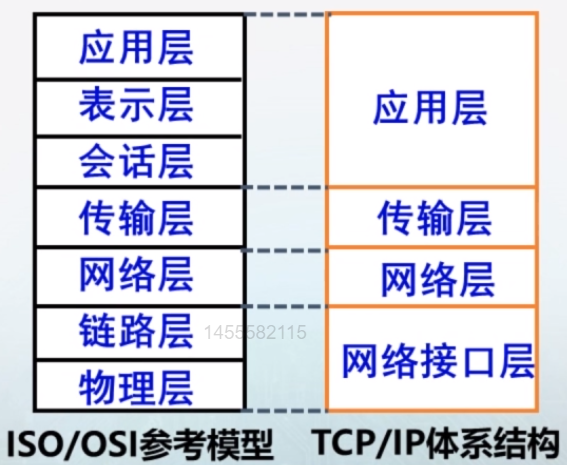 应用层
表示层
会话层
传输层
网络层
链路层
物理层
ISO/OSI参考模型
应用层
传输层
网络层
网络接口层
TCP/IP体系结构
1455582115